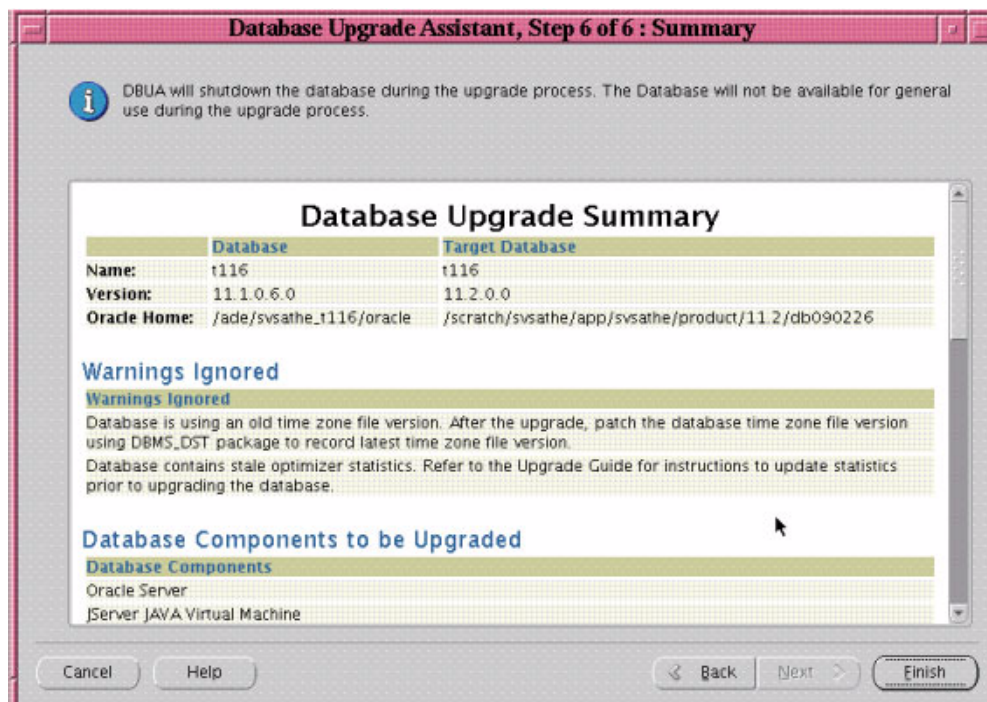 Database Upgrade Assistant, Step 6 of 6 : Summary
DBUA will shutdown the database during the upgrade process. The Database will not be available for general
use during the upgrade process.
Database Upgrade Summary
Database Target Database
Name: t116 t116
Version: 11.1.0.6.0 11.2.0.0
Oracle Home: /ade/svsathe_t116/oracle /scratch/svsathe/app/svsathe/product/11.2/db090226
Warnings Ignored
Warnings Ignored
Database is using an old time zone file version. After the upgrade, patch the database time zone file version
using DBMS_DST package to record latest time zone file version.
Database contains stale optimizer statistics. Refer to the Upgrade Guide for instructions to update statistics
prior to upgrading the database.
Database Components to be Upgraded
Database Components
Oracle Server
JServer JAVA Virtual Machine
Cancel Help Back Next Finish